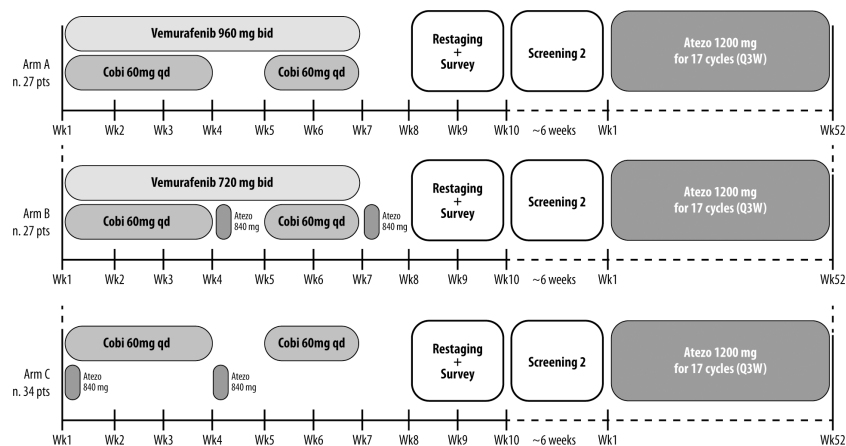 Vemurafenib 960 mg bid
Arm A
n. 27 pts
Cobi 60mg qd
Cobi 60mg qd
Restaging
+
Survey
Screening 2
Atezo 1200 mg
for 17 cycles (Q3W)
Wk1 Wk2 Wk3 Wk4 Wk5 Wk6 Wk7 Wk8 Wk9 Wk10 ~6 weeks Wk1 Wk52
Vemurafenib 720 mg bid
Arm B
n. 27 pts
Cobi 60mg qd
Atezo
840 mg
Cobi 60mg qd
Atezo
840 mg
Restaging
+
Survey
Screening 2
Atezo 1200 mg
for 17 cycles (Q3W)
Wk1 Wk2 Wk3 Wk4 Wk5 Wk6 Wk7 Wk8 Wk9 Wk10 ~6 weeks Wk1 Wk52
Cobi 60mg qd
Cobi 60mg qd
Arm C
n. 34 pts
Atezo
840 mg
Atezo
840 mg
Restaging
+
Survey
Screening 2
Atezo 1200 mg
for 17 cycles (Q3W)
Wk1 Wk2 Wk3 Wk4 Wk5 Wk6 Wk7 Wk8 Wk9 Wk10 ~6 weeks Wk1 Wk52